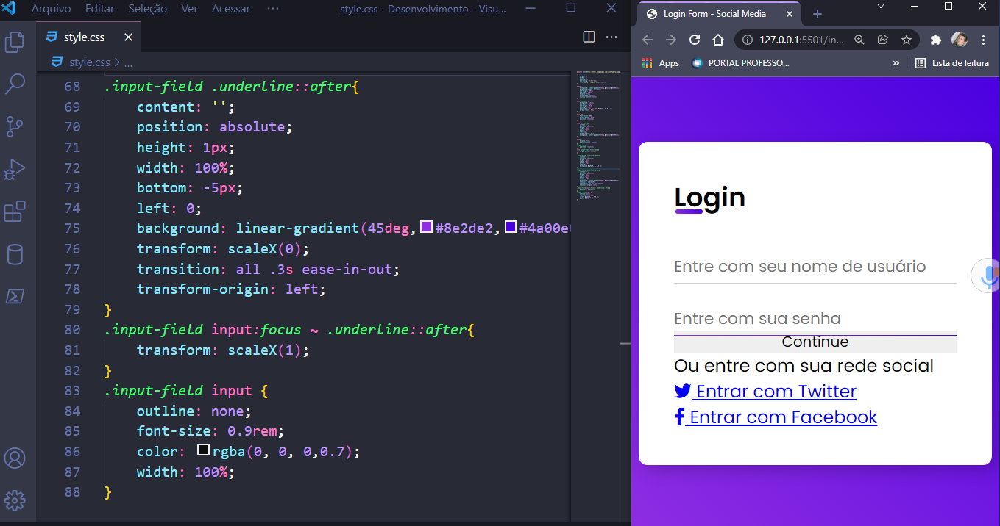 Arquivo Editar Seleção Ver Acessar ··· style.css - Desenvolvimento - Visu...
style.css
style.css > ...
68 .input-field .underline::after{
69 content: '';
70 position: absolute;
71 height: 1px;
72 width: 100%;
73 bottom: -5px;
74 left: 0;
75 background: linear-gradient(45deg,#8e2de2,#4a00e0
76 transform: scaleX(0);
77 transition: all .3s ease-in-out;
78 transform-origin: left;
79 }
80 .input-field input:focus ~ .underline::after{
81 transform: scaleX(1);
82 }
83 .input-field input {
84 outline: none;
85 font-size: 0.9rem;
86 color: rgba(0, 0, 0,0.7);
87 width: 100%;
88 }
Login Form - Social Media
127.0.0.1:5501/in...
Apps PORTAL PROFESSO... » Lista de leitura
Login
Entre com seu nome de usuário
Entre com sua senha
Continue
Ou entre com sua rede social
Entrar com Twitter
Entrar com Facebook